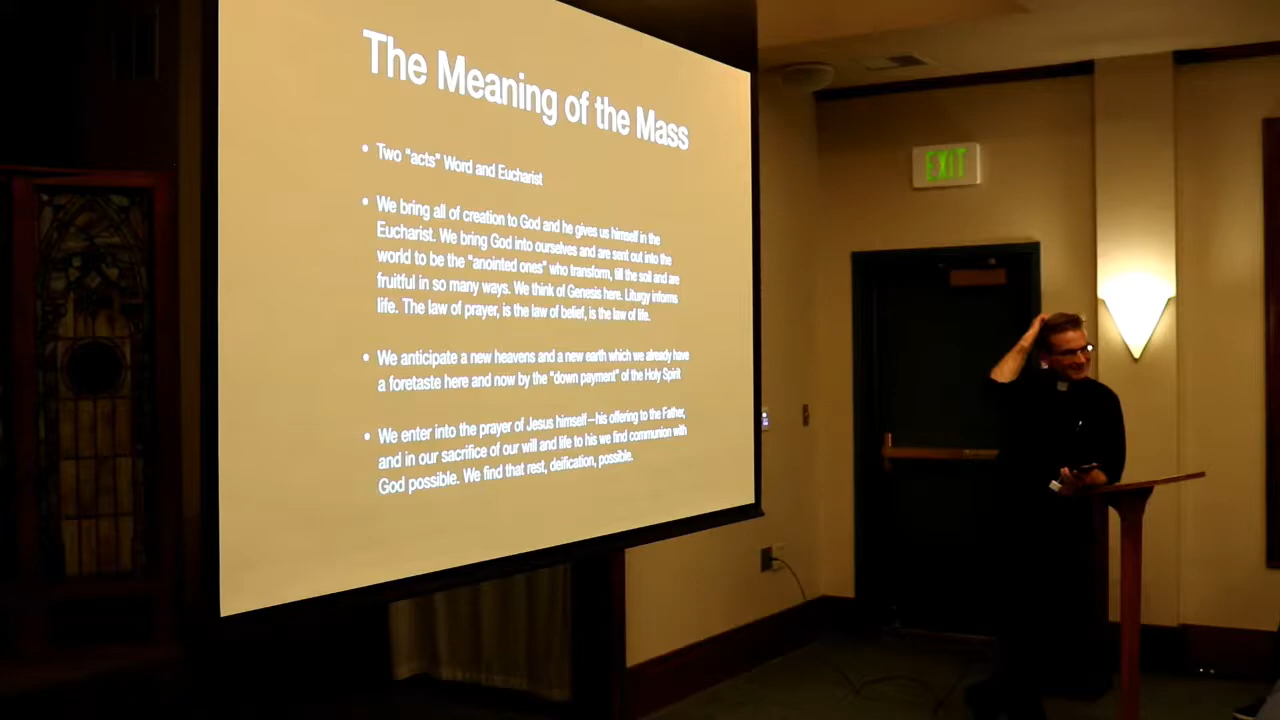 The Meaning of the Mass
• Two "acts" Word and Eucharist
• We bring all of creation to God and he gives us himself in the
Eucharist. We bring God into ourselves and are sent out into the
world to be the "anointed ones" who transform, till the soil and are
fruitful in so many ways. We think of Genesis here. Liturgy informs
life. The law of prayer, is the law of belief, is the law of life.
• We anticipate a new heavens and a new earth which we already have
a foretaste here and now by the "down payment" of the Holy Spirit
• We enter into the prayer of Jesus himself—his offering to the Father,
and in our sacrifice of our will and life to his we find communion with
God possible. We find that rest, deification, possible.
EXIT